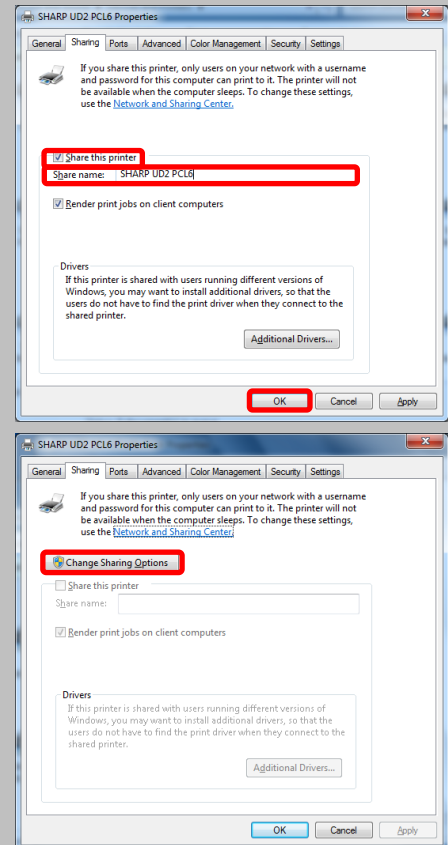 SHARP UD2 PCL6 Properties
General Sharing Ports Advanced Color Management Security Settings
If you share this printer, only users on your network with a username
and password for this computer can print to it. The printer will not
be available when the computer sleeps. To change these settings,
use the Network and Sharing Center.
Share this printer
Share name: SHARP UD2 PCL6
Render print jobs on client computers
Drivers
If this printer is shared with users running different versions of
Windows, you may want to install additional drivers, so that the
users do not have to find the print driver when they connect to the
shared printer.
Additional Drivers...
OK Cancel Apply
SHARP UD2 PCL6 Properties
General Sharing Ports Advanced Color Management Security Settings
If you share this printer, only users on your network with a username
and password for this computer can print to it. The printer will not
be available when the computer sleeps. To change these settings,
use the Network and Sharing Center.
Change Sharing Options
Share this printer
Share name:
Render print jobs on client computers
Drivers
If this printer is shared with users running different versions of
Windows, you may want to install additional drivers, so that the
users do not have to find the print driver when they connect to the
shared printer.
Additional Drivers...
OK Cancel Apply